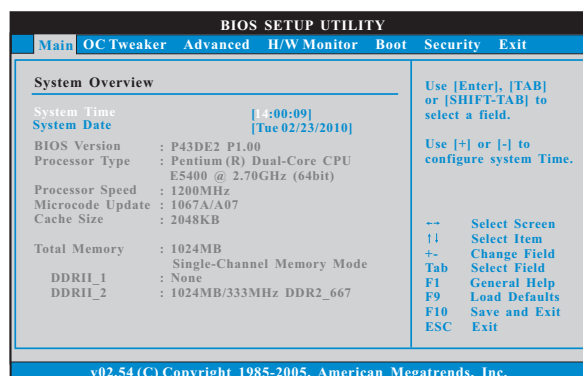 BIOS SETUP UTILITY
Main OC Tweaker Advanced H/W Monitor Boot Security Exit
System Overview
System Time [14:00:09]
System Date [Tue 02/23/2010]
BIOS Version : P43DE2 P1.00
Processor Type : Pentium (R) Dual-Core CPU
E5400 @ 2.70GHz (64bit)
Processor Speed : 1200MHz
Microcode Update : 1067A/A07
Cache Size : 2048KB
Total Memory : 1024MB
Single-Channel Memory Mode
DDRII_1 : None
DDRII_2 : 1024MB/333MHz DDR2_667
Use [Enter], [TAB]
or [SHIFT-TAB] to
select a field.
Use [+] or [-] to
configure system Time.
←→ Select Screen
↑↓ Select Item
+- Change Field
Tab Select Field
F1 General Help
F9 Load Defaults
F10 Save and Exit
ESC Exit
v02.54 (C) Copyright 1985-2005, American Megatrends, Inc.